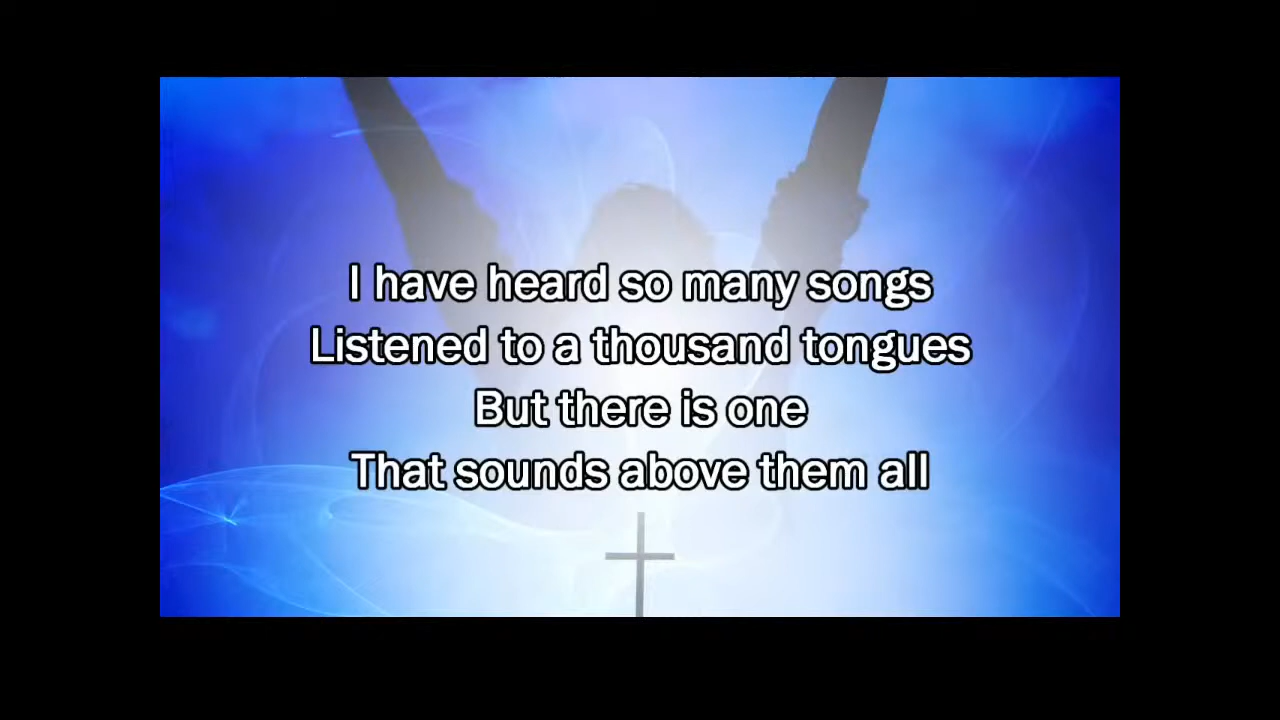 I have heard so many songs
Listened to a thousand tongues
But there is one
That sounds above them all